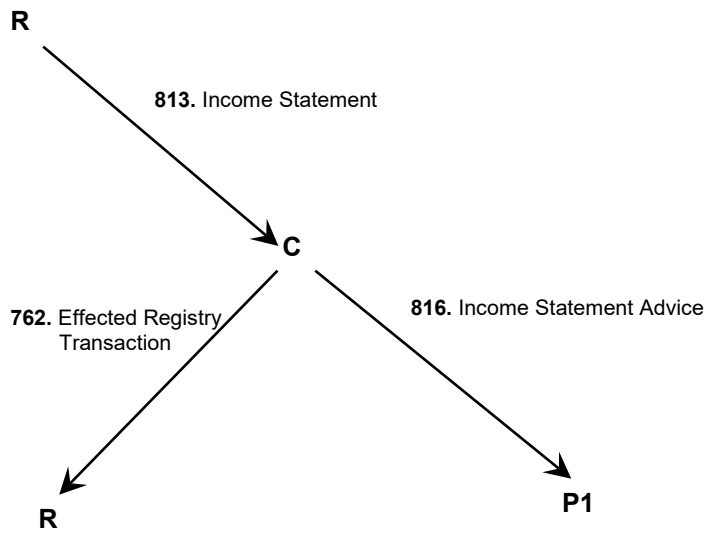 R
813. Income Statement
C
816. Income Statement Advice
762. Effected Registry
Transaction
P1
R